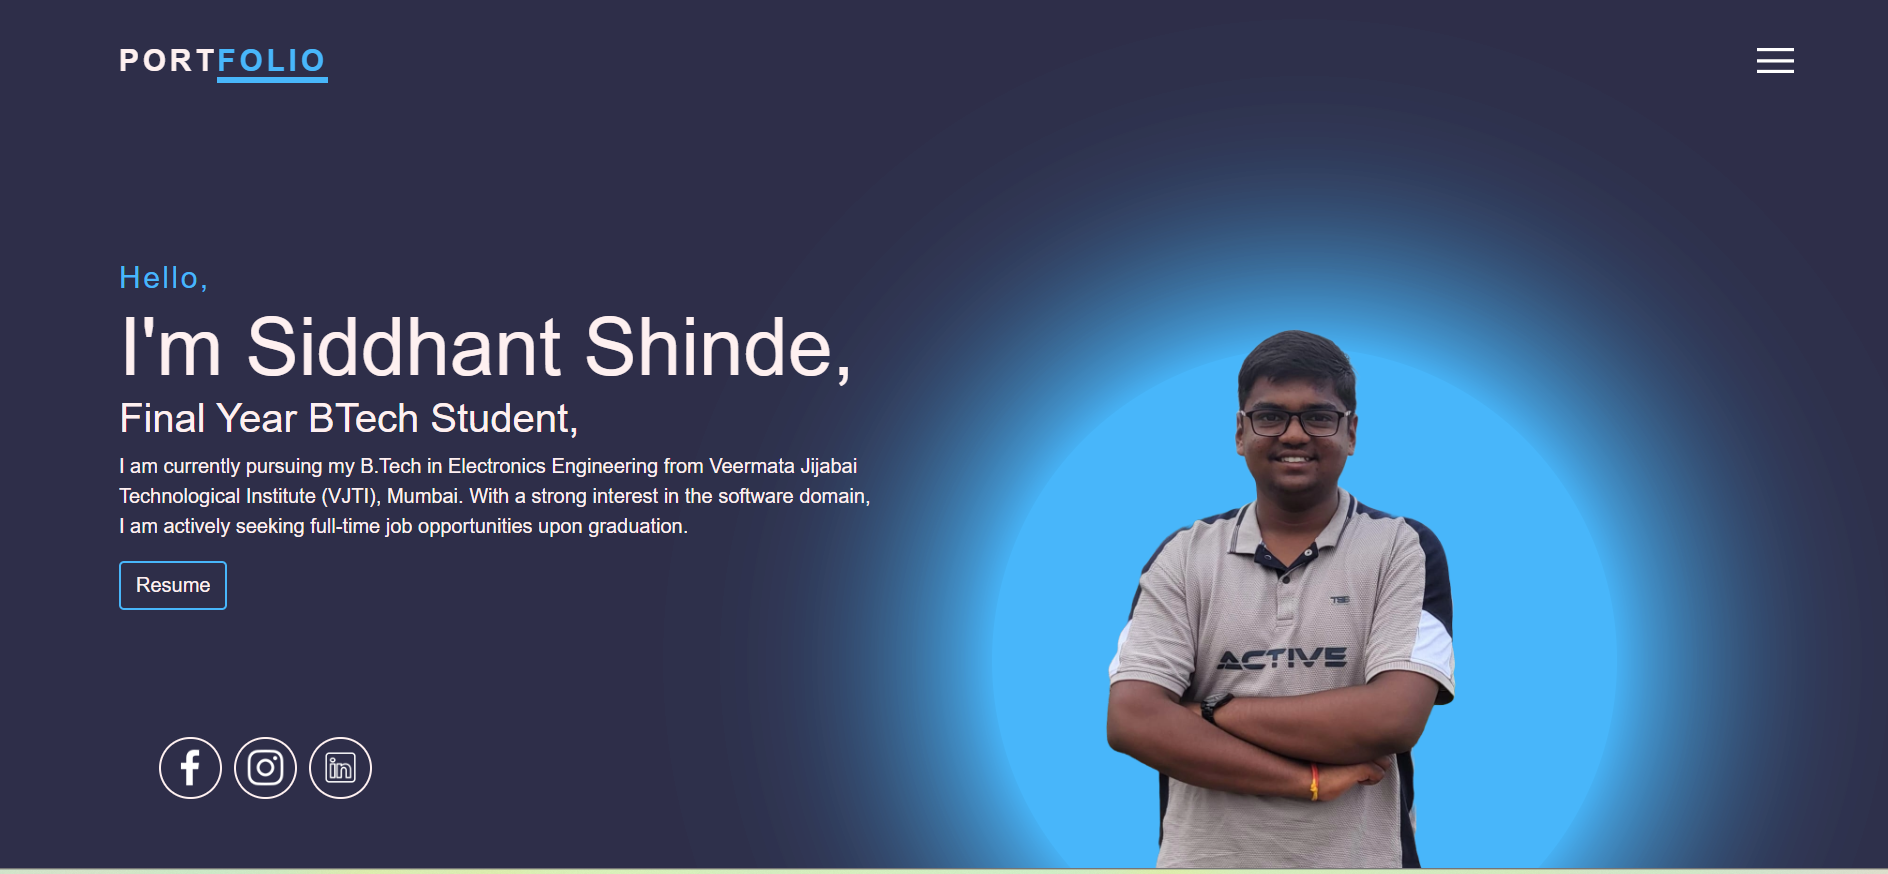 PORTFOLIO
Hello,
I'm Siddhant Shinde,
Final Year BTech Student,
I am currently pursuing my B.Tech in Electronics Engineering from Veermata Jijabai
Technological Institute (VJTI), Mumbai. With a strong interest in the software domain,
I am actively seeking full-time job opportunities upon graduation.
Resume
ACTIVE
in